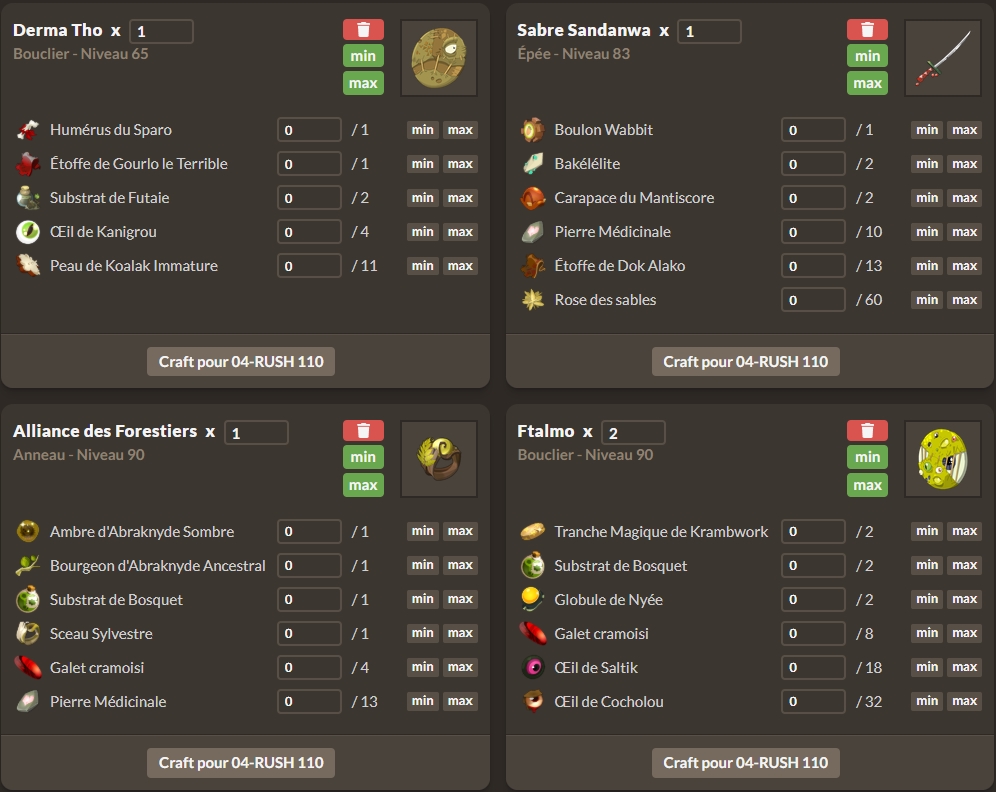 Derma Tho x 1
Bouclier - Niveau 65
min
max
Humérus du Sparo 0 / 1 min max
Étoffe de Gourlo le Terrible 0 / 1 min max
Substrat de Futaie 0 / 2 min max
Œil de Kanigrou 0 / 4 min max
Peau de Koalak Immature 0 / 11 min max
Craft pour 04-RUSH 110
Sabre Sandanwa x 1
Épée - Niveau 83
min
max
Boulon Wabbit 0 / 1 min max
Bakélélite 0 / 2 min max
Carapace du Mantiscore 0 / 2 min max
Pierre Médicinale 0 / 10 min max
Étoffe de Dok Alako 0 / 13 min max
Rose des sables 0 / 60 min max
Craft pour 04-RUSH 110
Alliance des Forestiers x 1
Anneau - Niveau 90
min
max
Ambre d'Abraknyde Sombre 0 / 1 min max
Bourgeon d'Abraknyde Ancestral 0 / 1 min max
Substrat de Bosquet 0 / 1 min max
Sceau Sylvestre 0 / 1 min max
Galet cramoisi 0 / 4 min max
Pierre Médicinale 0 / 13 min max
Craft pour 04-RUSH 110
Ftalmo x 2
Bouclier - Niveau 90
min
max
Tranche Magique de Krambwork 0 / 2 min max
Substrat de Bosquet 0 / 2 min max
Globule de Nyée 0 / 2 min max
Galet cramoisi 0 / 8 min max
Œil de Saltik 0 / 18 min max
Œil de Cocholou 0 / 32 min max
Craft pour 04-RUSH 110